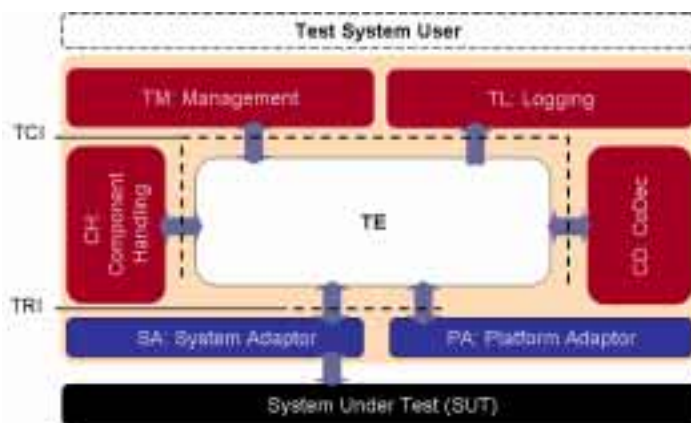 Test System User
TM: Management
TL: Logging
TCI
CH:
Component
Handling
TE
CD: CoDec
TRI
SA: System Adaptor
PA: Platform Adaptor
System Under Test (SUT)